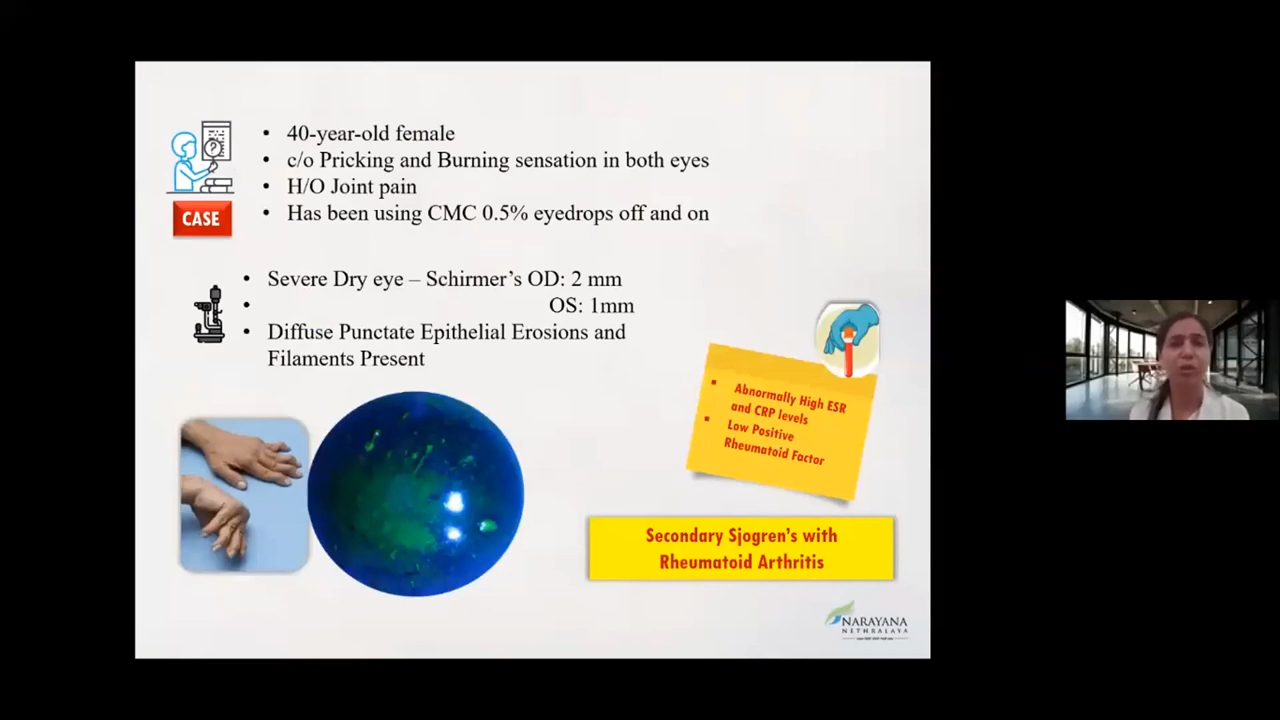 • 40-year-old female
• c/o Pricking and Burning sensation in both eyes
• H/O Joint pain
• Has been using CMC 0.5% eyedrops off and on
CASE
• Severe Dry eye – Schirmer's OD: 2 mm
• OS: 1mm
• Diffuse Punctate Epithelial Erosions and
Filaments Present
▪ Abnormally High ESR
and CRP levels
▪ Low Positive
Rheumatoid Factor
Secondary Sjogren's with
Rheumatoid Arthritis
NARAYANA
NETHRALAYA